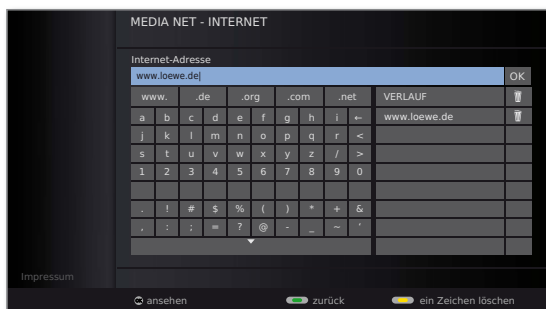 MEDIA NET - INTERNET
Internet-Adresse
www.loewe.de OK
www. .de .org .com .net VERLAUF
a b c d e f g h i ← www.loewe.de
j k l m n o p q r <
s t u v w x y z / >
1 2 3 4 5 6 7 8 9 0
. ! # $ % ( ) * + &
, : ; = ? @ - _ ~ ‘
Impressum
OK ansehen zurück ein Zeichen löschen